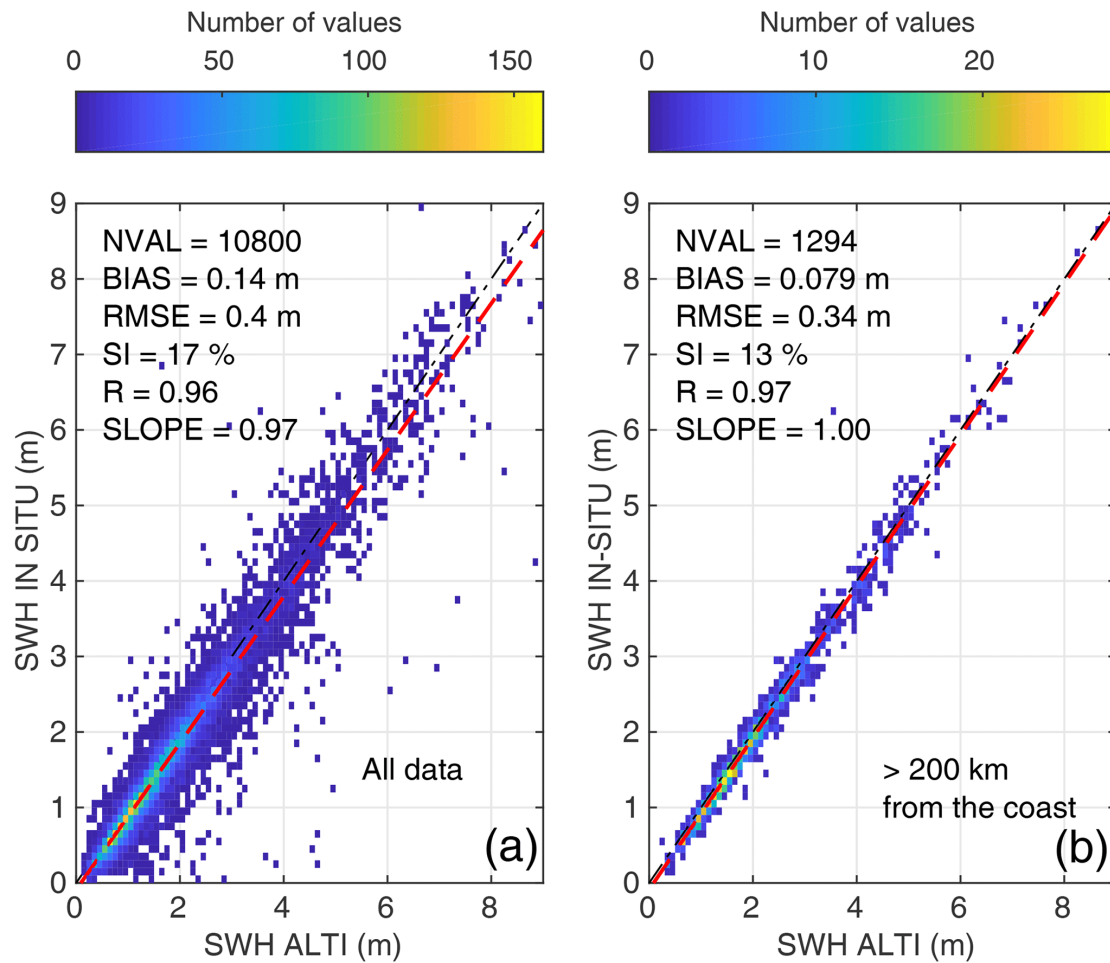 Number of values
0 50 100 150
9
8
7
6
5
4
3
2
1
0
SWH IN SITU (m)
NVAL = 10800
BIAS = 0.14 m
RMSE = 0.4 m
SI = 17 %
R = 0.96
SLOPE = 0.97
All data
(a)
0 2 4 6 8
SWH ALTI (m)
Number of values
0 10 20
9
8
7
6
5
4
3
2
1
0
SWH IN-SITU (m)
NVAL = 1294
BIAS = 0.079 m
RMSE = 0.34 m
SI = 13 %
R = 0.97
SLOPE = 1.00
> 200 km
from the coast
(b)
0 2 4 6 8
SWH ALTI (m)